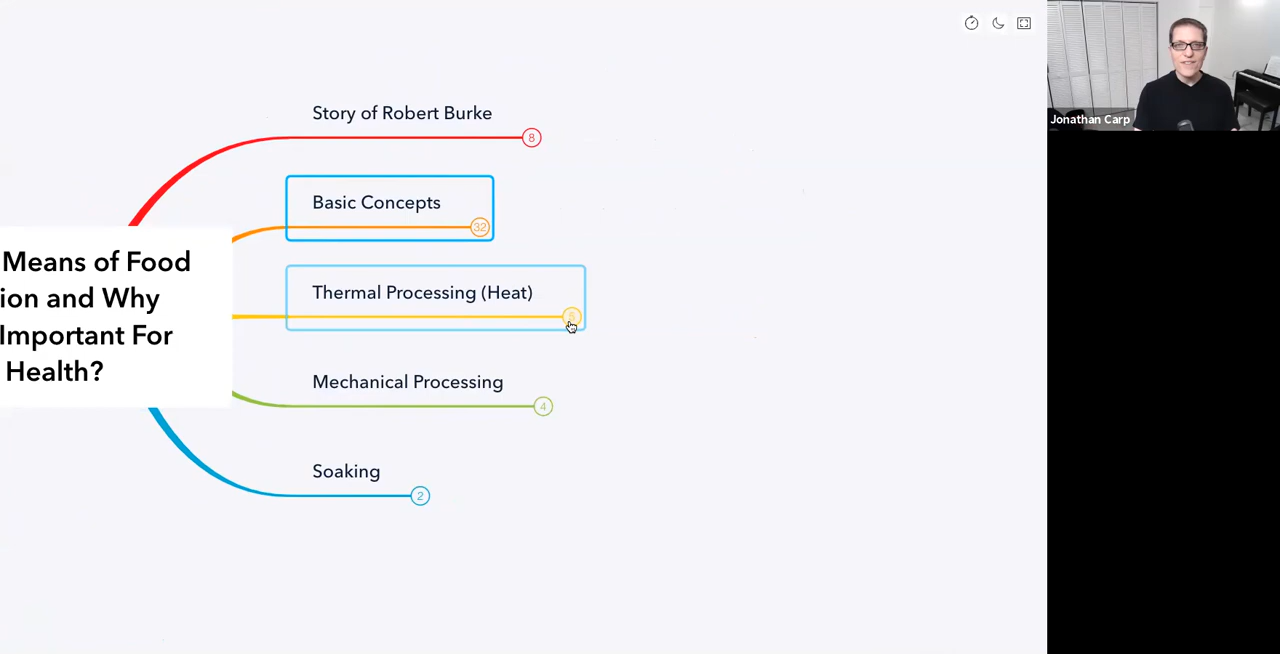 Story of Robert Burke
8
Basic Concepts
32
Means of Food
ion and Why
Important For
Health?
Thermal Processing (Heat)
5
Mechanical Processing
4
Soaking
2
Jonathan Carp